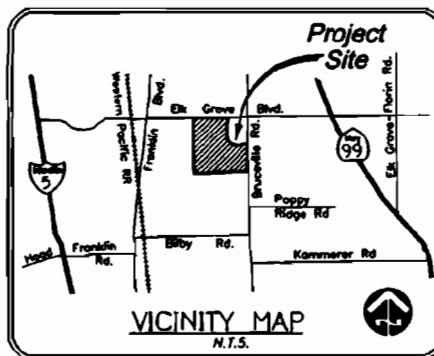 Project
Site
Western Pacific RR
Franklin Blvd.
Elk Grove Blvd.
Bruceville Rd.
Elk Grove-Florin Rd.
5
99
Poppy
Ridge Rd
Hood Franklin
Rd.
Bilby Rd.
Kammerer Rd
VICINITY MAP
N.T.S.